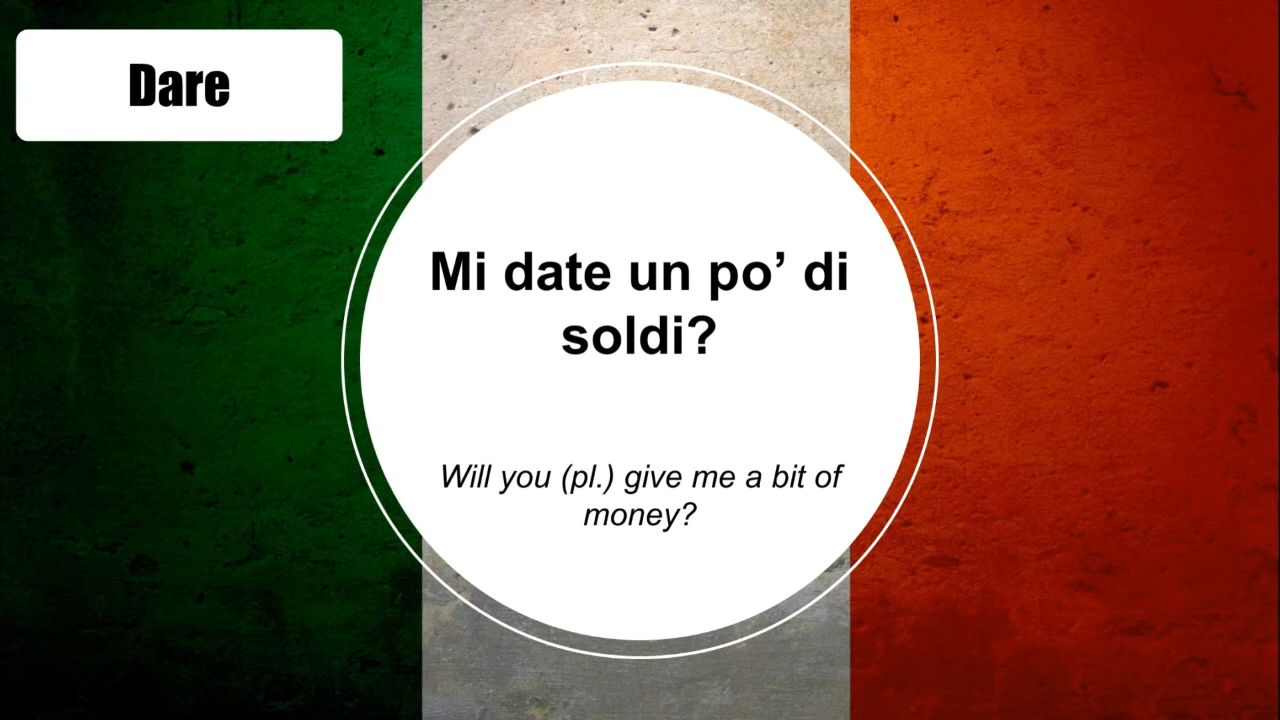 Dare
Mi date un po’ di
soldi?
Will you (pl.) give me a bit of
money?